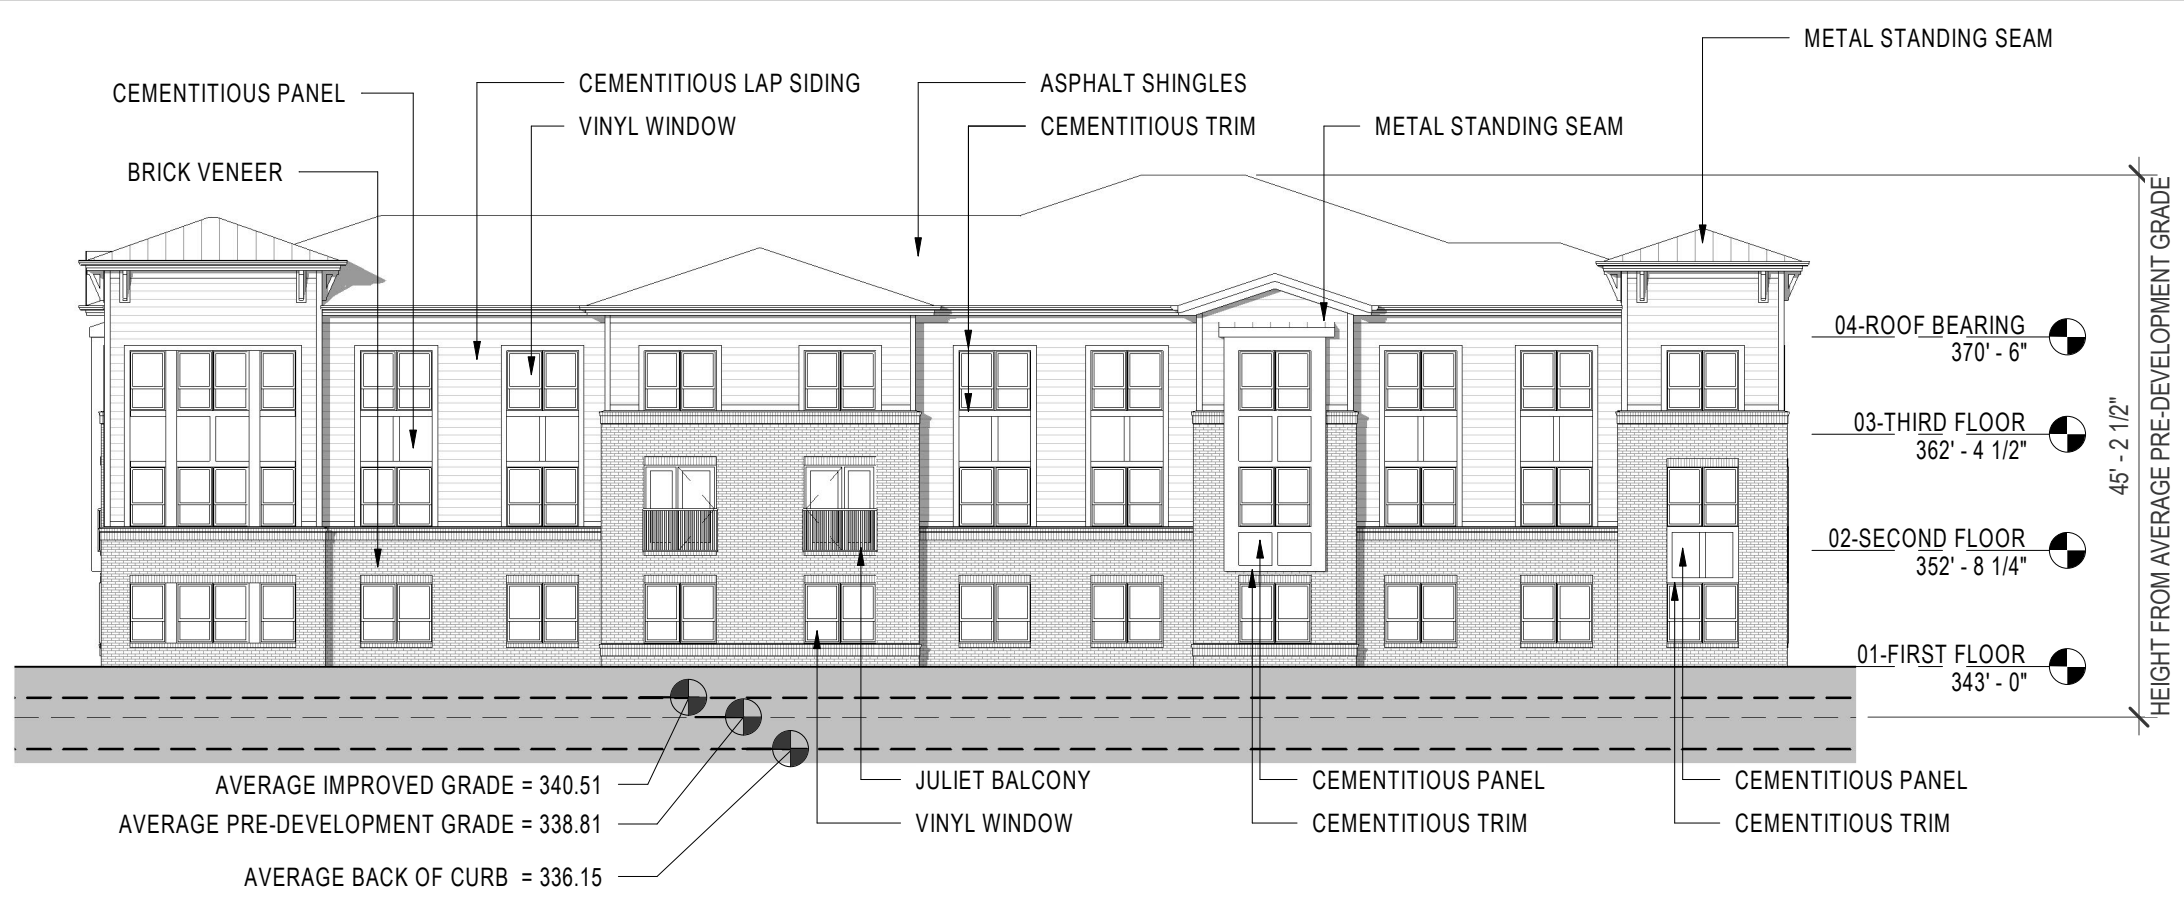 METAL STANDING SEAM
CEMENTITIOUS PANEL
CEMENTITIOUS LAP SIDING
ASPHALT SHINGLES
VINYL WINDOW
CEMENTITIOUS TRIM
METAL STANDING SEAM
BRICK VENEER
04-ROOF BEARING
370' - 6"
03-THIRD FLOOR
362' - 4 1/2"
02-SECOND FLOOR
352' - 8 1/4"
01-FIRST FLOOR
343' - 0"
45' - 2 1/2"
HEIGHT FROM AVERAGE PRE-DEVELOPMENT GRADE
AVERAGE IMPROVED GRADE = 340.51
AVERAGE PRE-DEVELOPMENT GRADE = 338.81
AVERAGE BACK OF CURB = 336.15
JULIET BALCONY
VINYL WINDOW
CEMENTITIOUS PANEL
CEMENTITIOUS TRIM
CEMENTITIOUS PANEL
CEMENTITIOUS TRIM